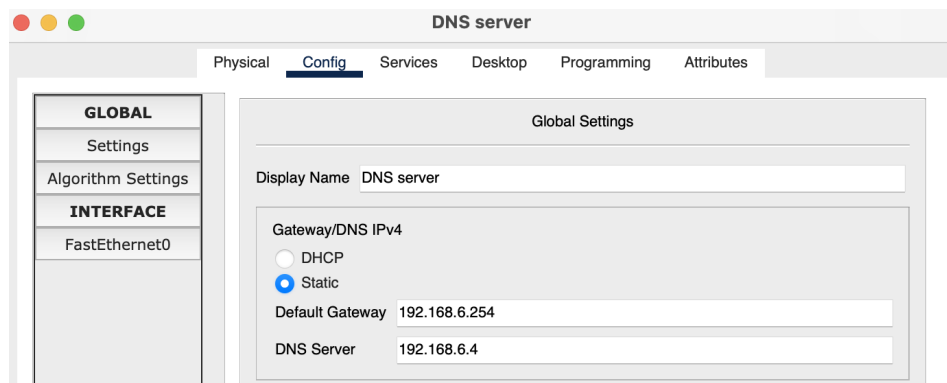 DNS server
Physical Config Services Desktop Programming Attributes
GLOBAL
Settings
Algorithm Settings
INTERFACE
FastEthernet0
Global Settings
Display Name DNS server
Gateway/DNS IPv4
DHCP
Static
Default Gateway 192.168.6.254
DNS Server 192.168.6.4